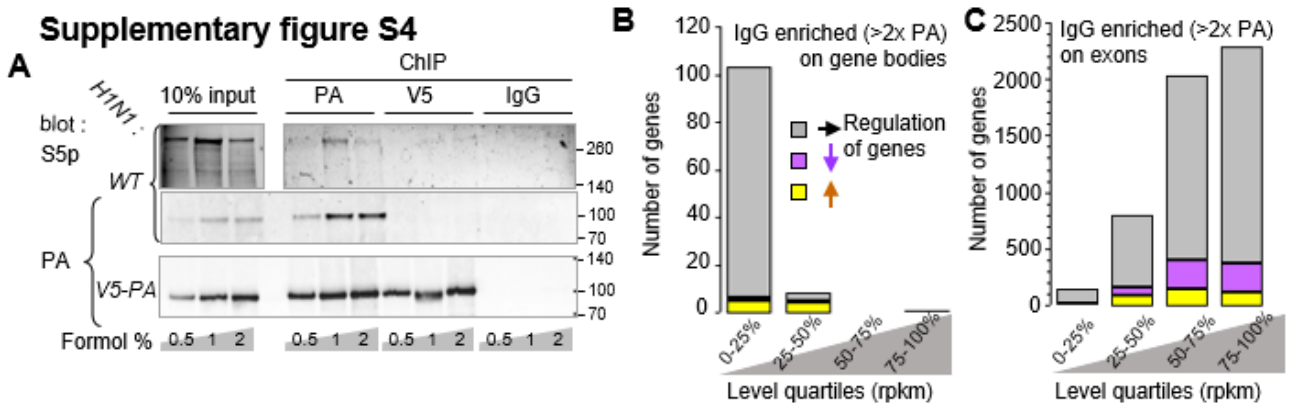 Supplementary figure S4
A
ChIP
H1N1 :
10% input
PA
V5
IgG
blot :
S5p
WT
PA
V5-PA
260
140
100
70
140
100
70
Formol %
0.5 1 2
0.5 1 2
0.5 1 2
0.5 1 2
B
IgG enriched (>2x PA)
on gene bodies
Number of genes
120
100
80
60
40
20
0
Regulation
of genes
0-25%
25-50%
50-75%
75-100%
Level quartiles (rpkm)
C
IgG enriched (>2x PA)
on exons
Number of genes
2500
2000
1500
1000
500
0
0-25%
25-50%
50-75%
75-100%
Level quartiles (rpkm)